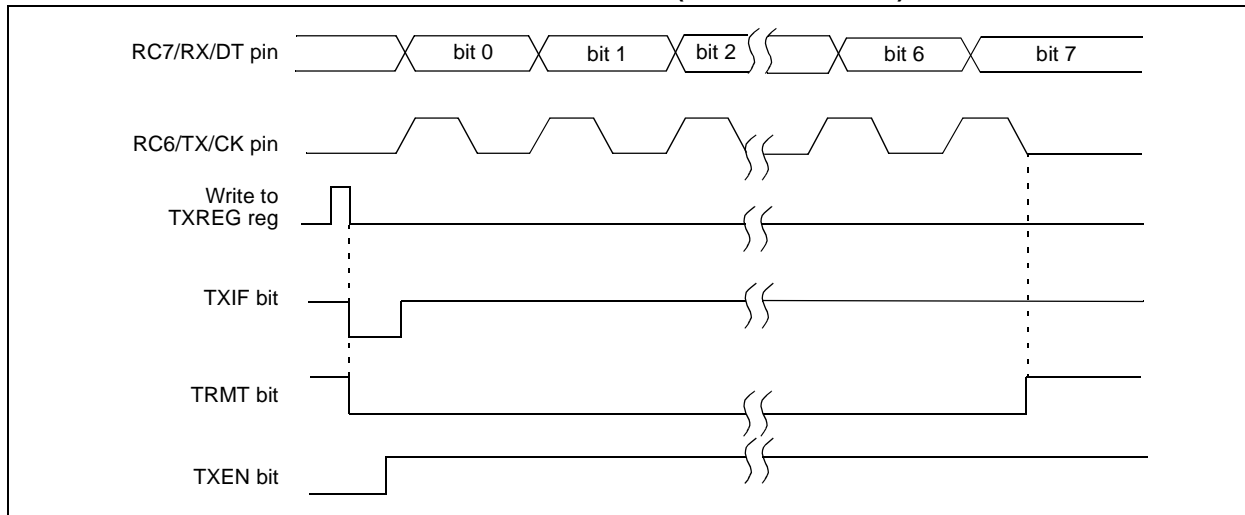 RC7/RX/DT pin
bit 0
bit 1
bit 2
bit 6
bit 7
RC6/TX/CK pin
Write to
TXREG reg
TXIF bit
TRMT bit
TXEN bit